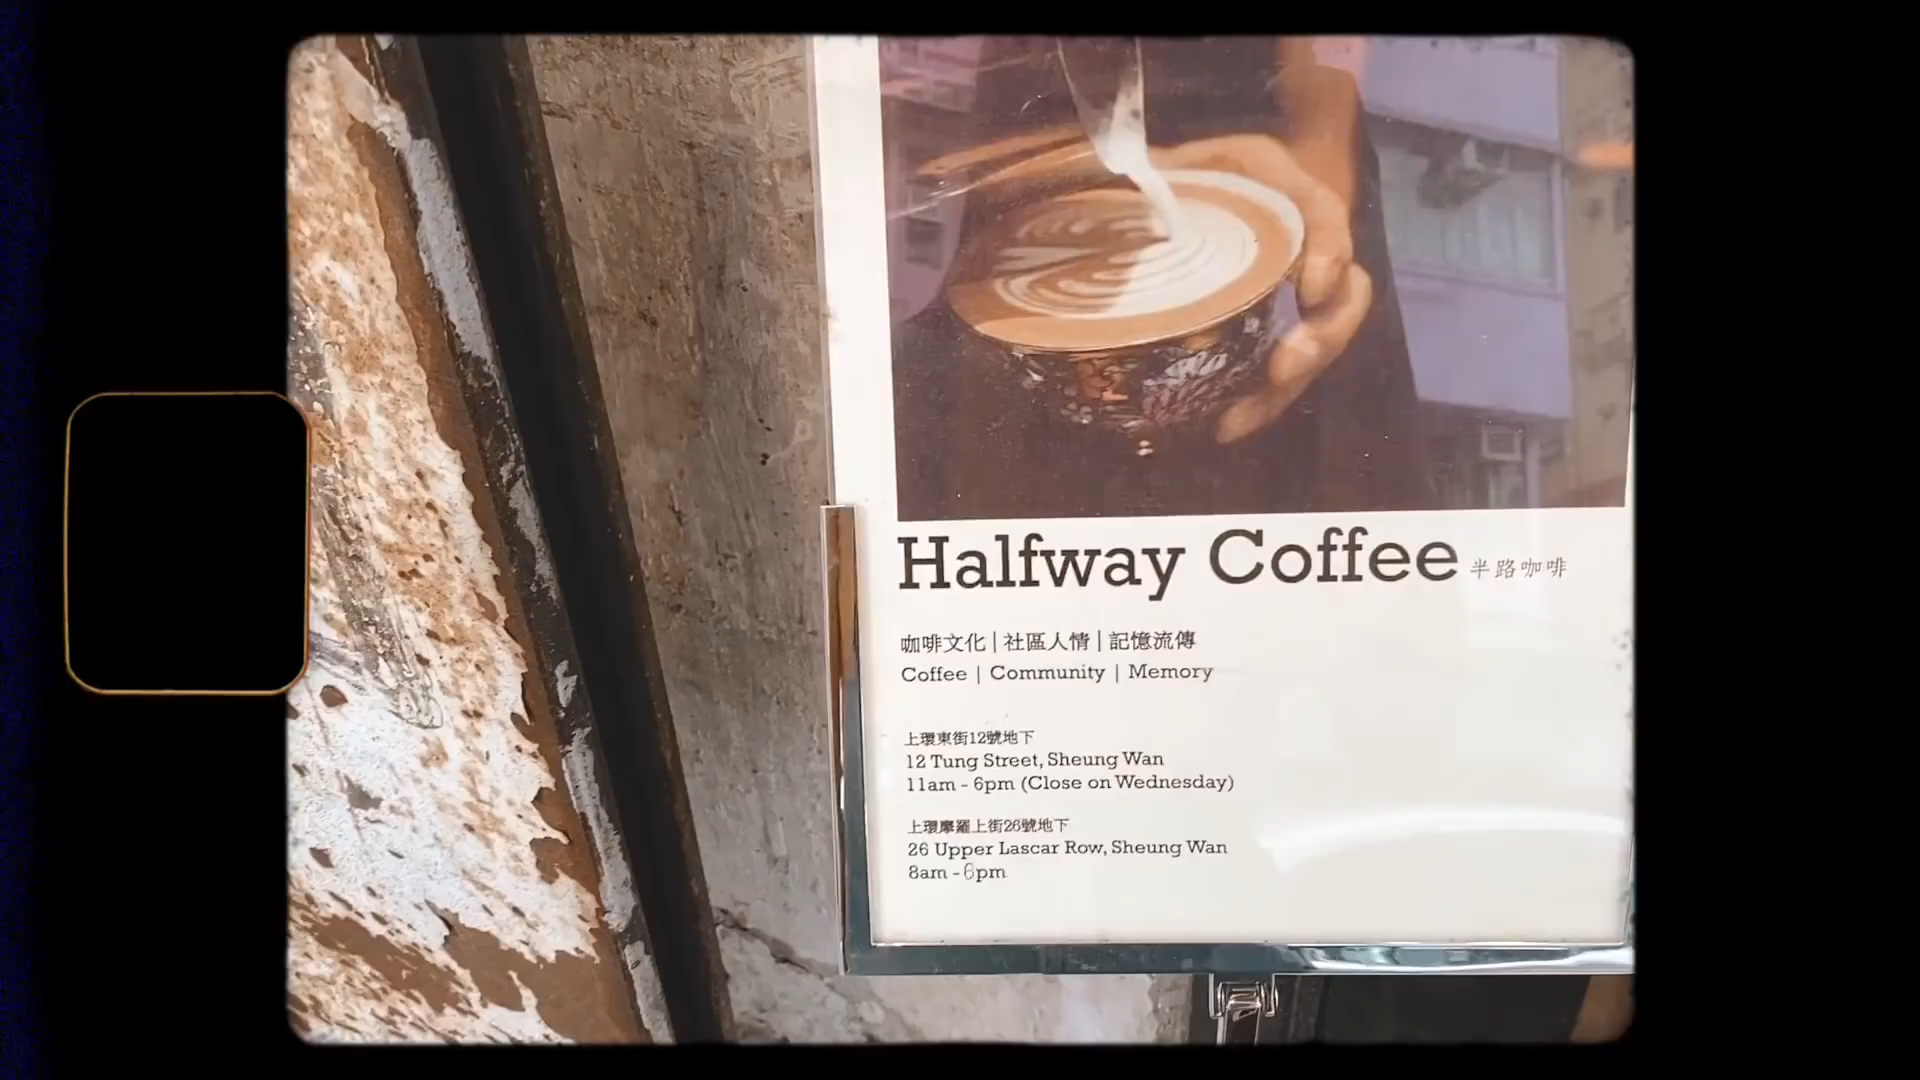 Halfway Coffee 半路咖啡
咖啡文化 | 社區人情 | 記憶流傳
Coffee | Community | Memory
上環東街12號地下
12 Tung Street, Sheung Wan
11am - 6pm (Close on Wednesday)
上環摩羅上街26號地下
26 Upper Lascar Row, Sheung Wan
8am - 6pm